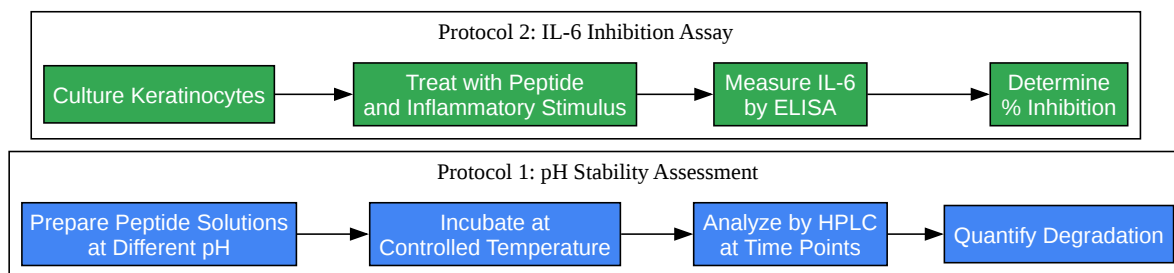 Protocol 2: IL-6 Inhibition Assay
Culture Keratinocytes
Treat with Peptide
and Inflammatory Stimulus
Measure IL-6
by ELISA
Determine
% Inhibition
Protocol 1: pH Stability Assessment
Prepare Peptide Solutions
at Different pH
Incubate at
Controlled Temperature
Analyze by HPLC
at Time Points
Quantify Degradation